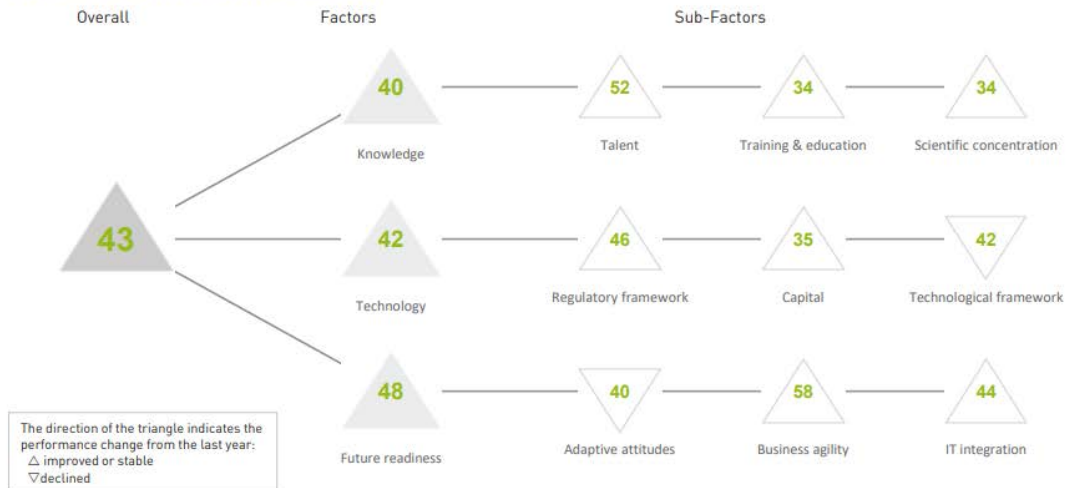 Overall Factors Sub-Factors
40 52 34 34
Knowledge Talent Training & education Scientific concentration
43 42 46 35 42
Technology Regulatory framework Capital Technological framework
48 40 58 44
Future readiness Adaptive attitudes Business agility IT integration
The direction of the triangle indicates the
performance change from the last year:
△ improved or stable
▽declined